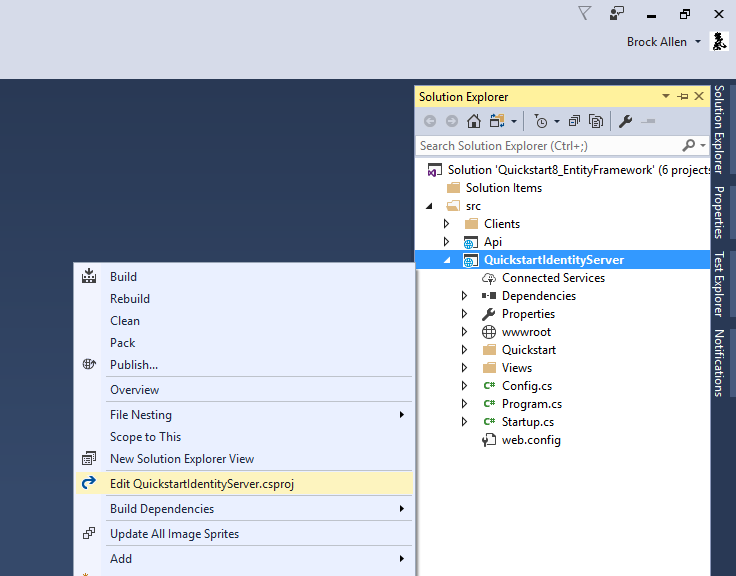 Brock Allen
Solution Explorer
Search Solution Explorer (Ctrl+;)
Solution 'Quickstart8_EntityFramework' (6 projects
Solution Items
src
Clients
Api
QuickstartIdentityServer
Connected Services
Dependencies
Properties
wwwroot
Quickstart
Views
C# Config.cs
C# Program.cs
C# Startup.cs
web.config
Build
Rebuild
Clean
Pack
Publish...
Overview
File Nesting
Scope to This
New Solution Explorer View
Edit QuickstartIdentityServer.csproj
Build Dependencies
Update All Image Sprites
Add
Solution Explorer
Properties
Test Explorer
Notifications